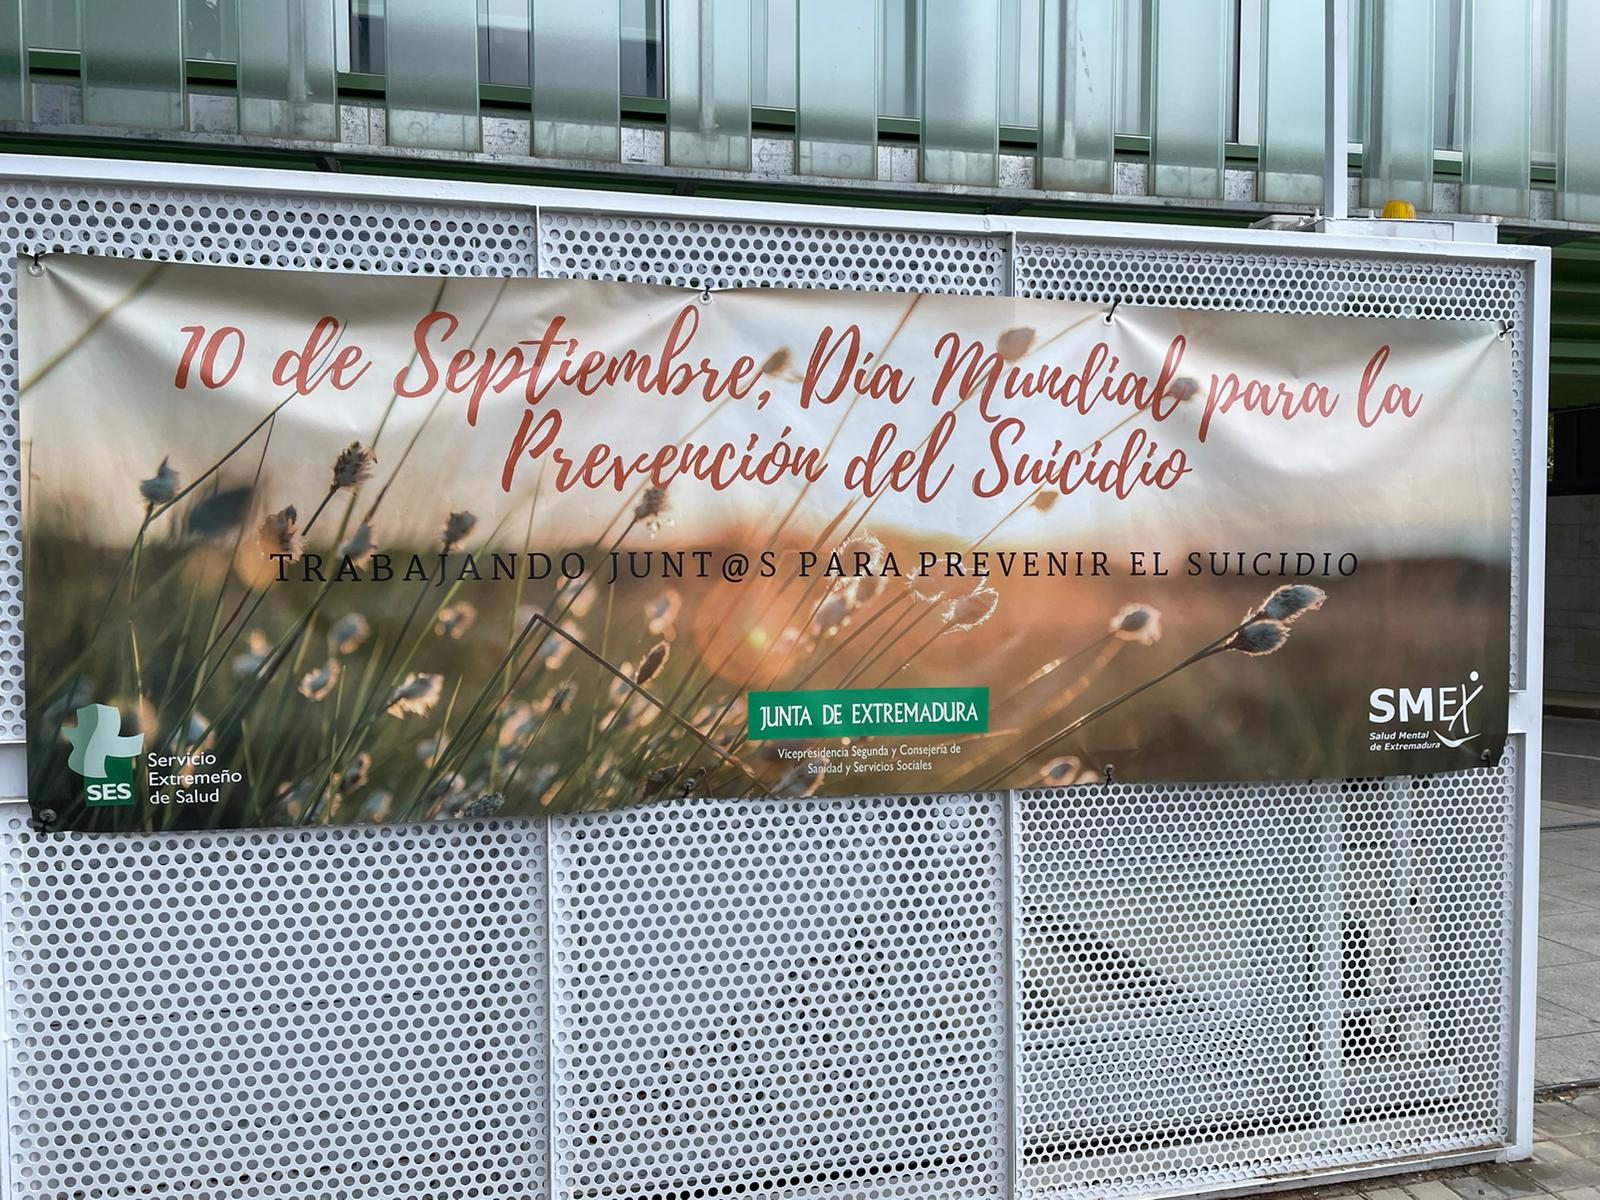 10 de Septiembre, Día Mundial para la
Prevención del Suicidio
TRABAJANDO JUNT@S PARA PREVENIR EL SUICIDIO
SES
Servicio
Extremeño
de Salud
JUNTA DE EXTREMADURA
Vicepresidencia Segunda y Consejería de
Sanidad y Servicios Sociales
SMEX
Salud Mental
de Extremadura